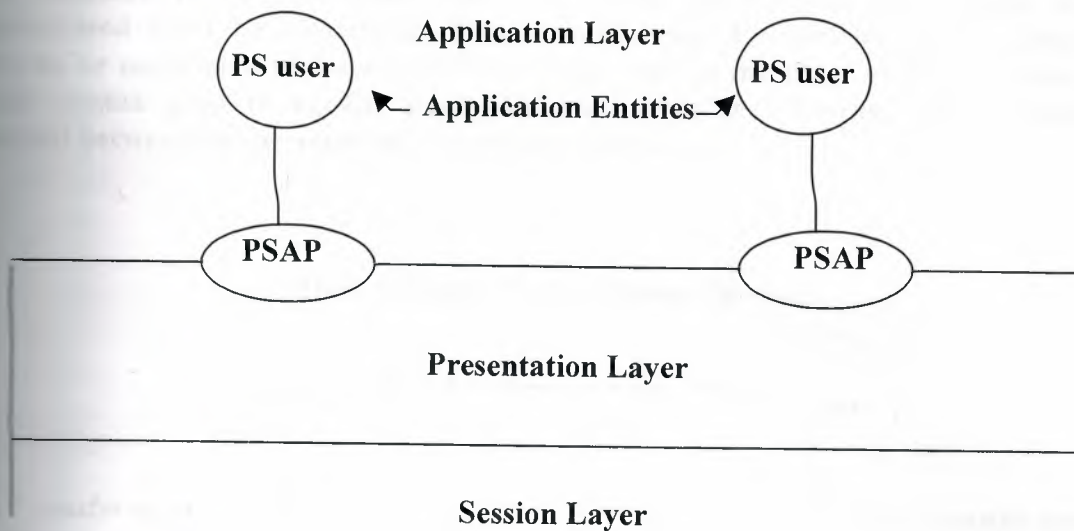 Application Layer
PS user
PS user
Application Entities
PSAP
PSAP
Presentation Layer
Session Layer